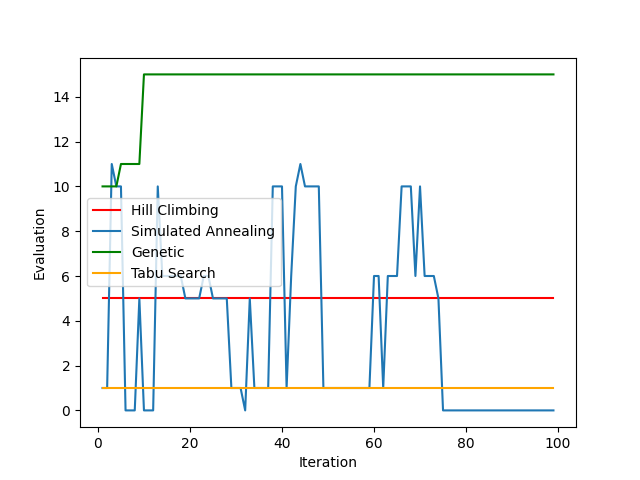 14
12
10
8
6
4
2
0
Evaluation
Hill Climbing
Simulated Annealing
Genetic
Tabu Search
0 20 40 60 80 100
Iteration